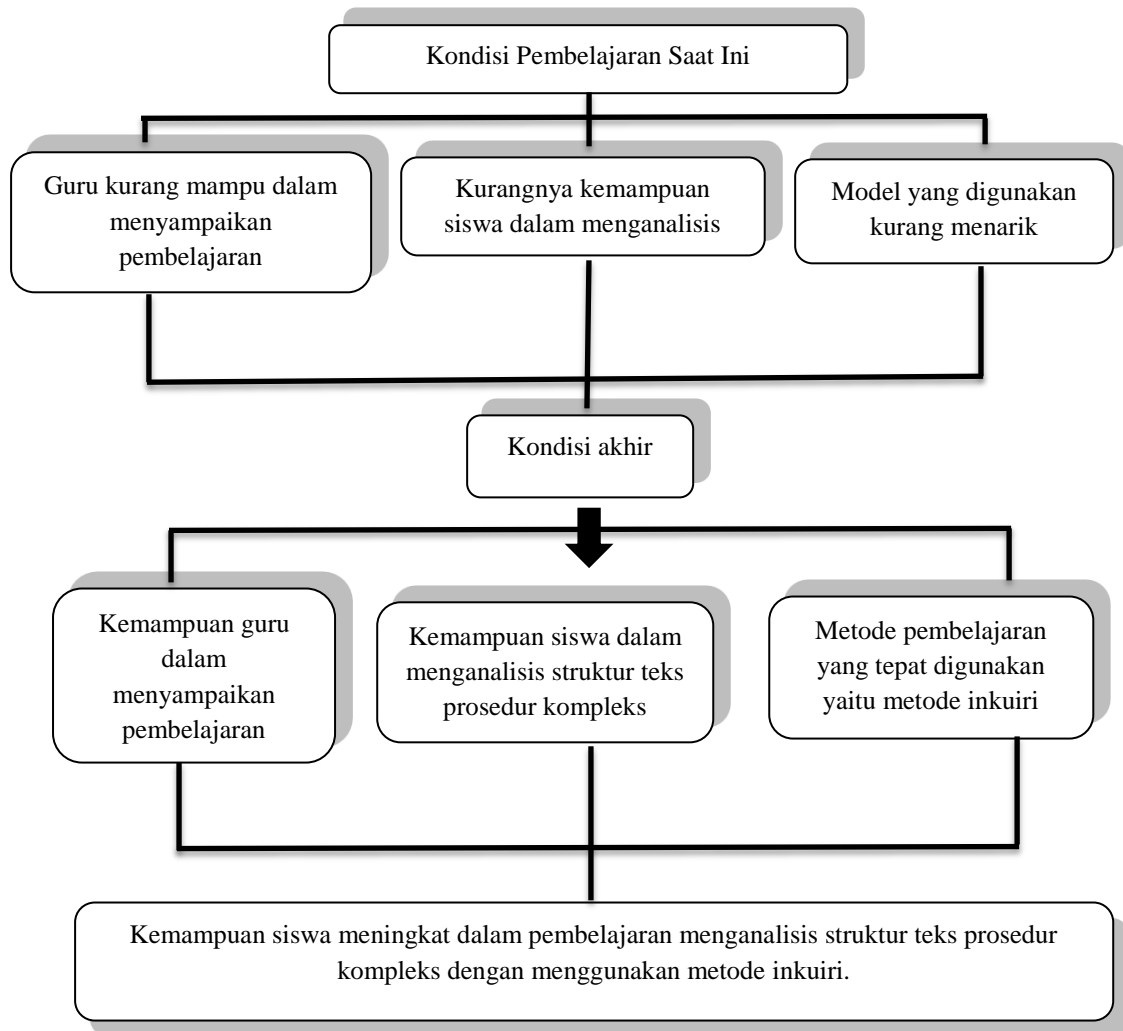 Kondisi Pembelajaran Saat Ini
Guru kurang mampu dalam
menyampaikan
pembelajaran
Kurangnya kemampuan
siswa dalam menganalisis
Model yang digunakan
kurang menarik
Kondisi akhir
Kemampuan guru
dalam
menyampaikan
pembelajaran
Kemampuan siswa dalam
menganalisis struktur teks
prosedur kompleks
Metode pembelajaran
yang tepat digunakan
yaitu metode inkuiri
Kemampuan siswa meningkat dalam pembelajaran menganalisis struktur teks prosedur
kompleks dengan menggunakan metode inkuiri.